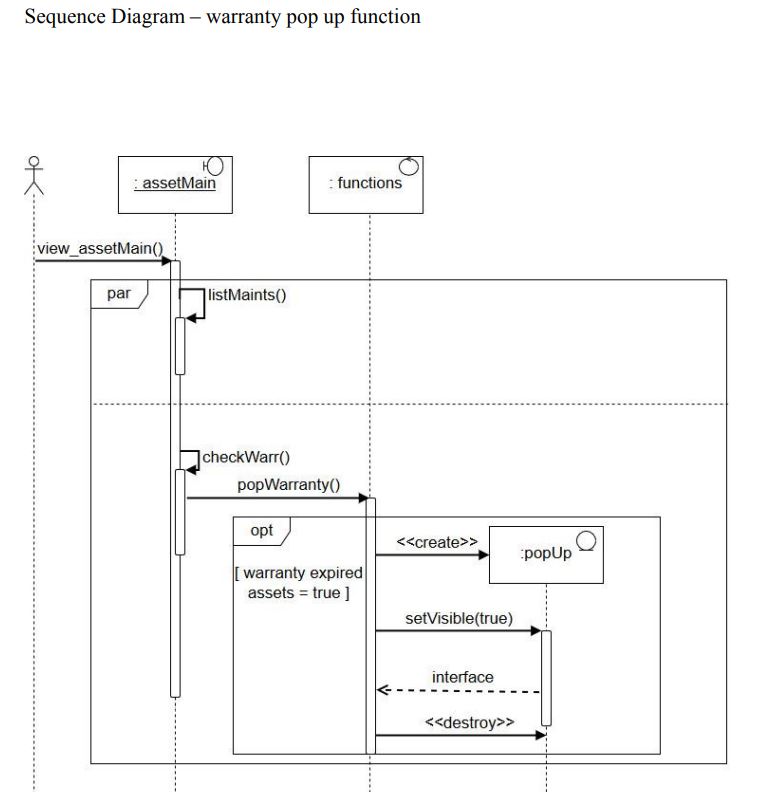 Sequence Diagram – warranty pop up function
: assetMain
: functions
view_assetMain()
par
listMaints()
checkWarr()
popWarranty()
opt
<<create>>
:popUp
[ warranty expired
assets = true ]
setVisible(true)
interface
<<destroy>>